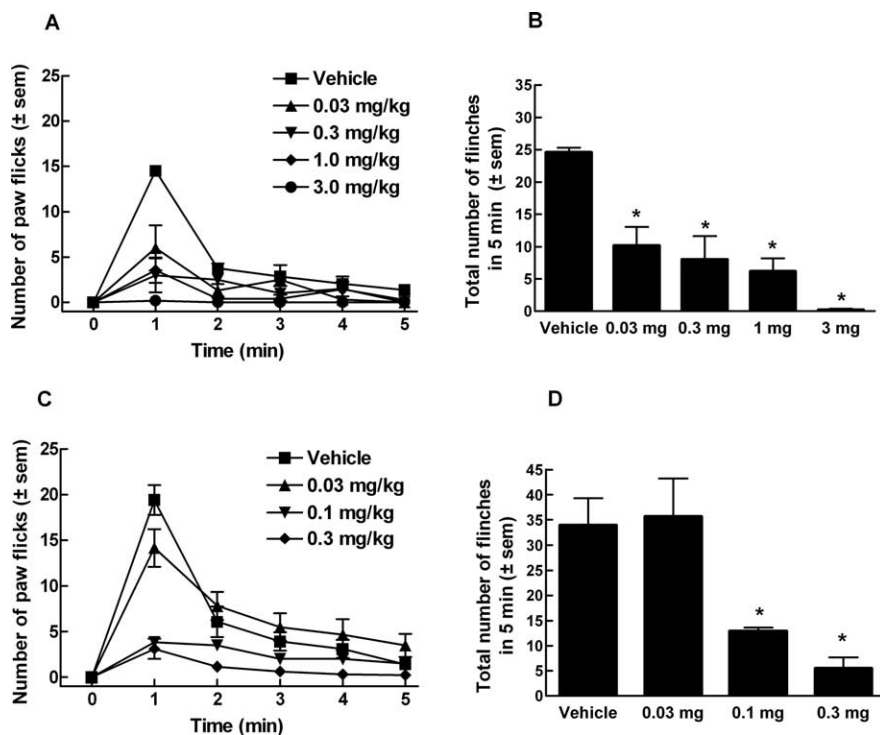 A
Number of paw flicks (± sem)
25
20
15
10
5
0
Vehicle
0.03 mg/kg
0.3 mg/kg
1.0 mg/kg
3.0 mg/kg
0 1 2 3 4 5
Time (min)
B
Total number of flinches
in 5 min (± sem)
35
30
25
20
15
10
5
0
* * * *
Vehicle 0.03 mg 0.3 mg 1 mg 3 mg
C
Number of paw flicks (± sem)
25
20
15
10
5
0
Vehicle
0.03 mg/kg
0.1 mg/kg
0.3 mg/kg
0 1 2 3 4 5
Time (min)
D
Total number of flinches
in 5 min (± sem)
45
40
35
30
25
20
15
10
5
0
* *
Vehicle 0.03 mg 0.1 mg 0.3 mg